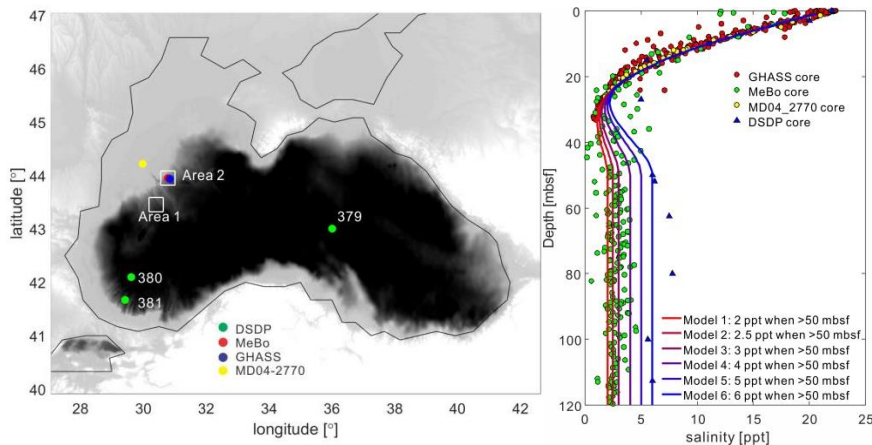 47
46
45
44
43
42
41
40
latitude [°]
Area 2
Area 1
379
380
381
DSDP
MeBo
GHASS
MD04-2770
28
30
32
34
36
38
40
42
longitude [°]
0
20
40
60
80
100
120
Depth [mbsf]
GHASS core
MeBo core
MD04_2770 core
DSDP core
Model 1: 2 ppt when >50 mbsf
Model 2: 2.5 ppt when >50 mbsf
Model 3: 3 ppt when >50 mbsf
Model 4: 4 ppt when >50 mbsf
Model 5: 5 ppt when >50 mbsf
Model 6: 6 ppt when >50 mbsf
0
5
10
15
20
25
salinity [ppt]